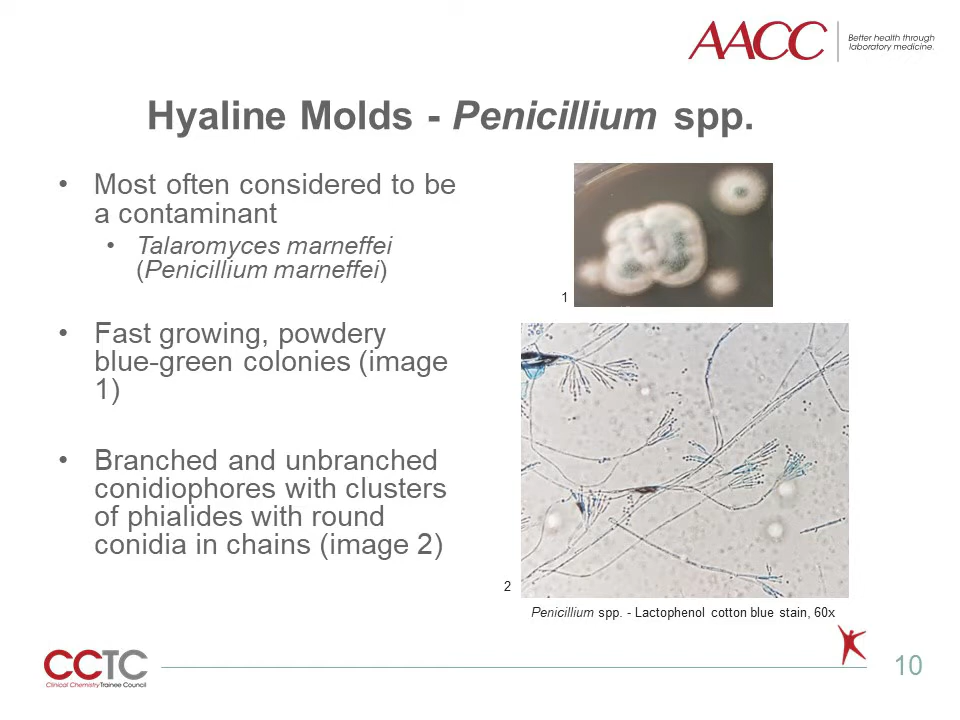 AACC
Better health through
laboratory medicine.
Hyaline Molds - Penicillium spp.
• Most often considered to be
a contaminant
• Talaromyces marneffei
(Penicillium marneffei)
• Fast growing, powdery
blue-green colonies (image
1)
• Branched and unbranched
conidiophores with clusters
of phialides with round
conidia in chains (image 2)
1
2
Penicillium spp. - Lactophenol cotton blue stain, 60x
CCTC
Clinical Chemistry Trainee Council
10